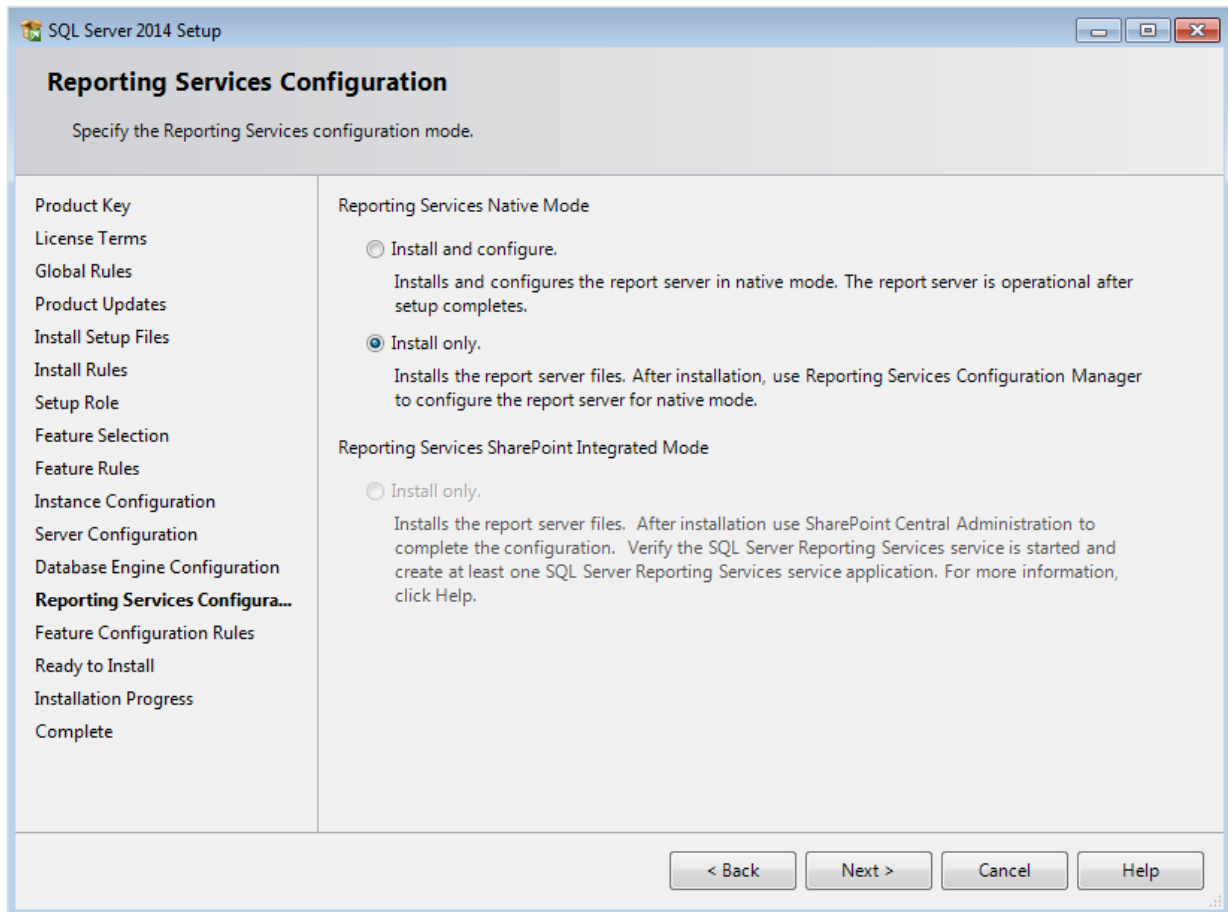 SQL Server 2014 Setup
Reporting Services Configuration
Specify the Reporting Services configuration mode.
Product Key
License Terms
Global Rules
Product Updates
Install Setup Files
Install Rules
Setup Role
Feature Selection
Feature Rules
Instance Configuration
Server Configuration
Database Engine Configuration
Reporting Services Configura...
Feature Configuration Rules
Ready to Install
Installation Progress
Complete
Reporting Services Native Mode
Install and configure.
Installs and configures the report server in native mode. The report server is operational after
setup completes.
Install only.
Installs the report server files. After installation, use Reporting Services Configuration Manager
to configure the report server for native mode.
Reporting Services SharePoint Integrated Mode
Install only.
Installs the report server files.  After installation use SharePoint Central Administration to
complete the configuration.  Verify the SQL Server Reporting Services service is started and
create at least one SQL Server Reporting Services service application. For more information,
click Help.
< Back
Next >
Cancel
Help